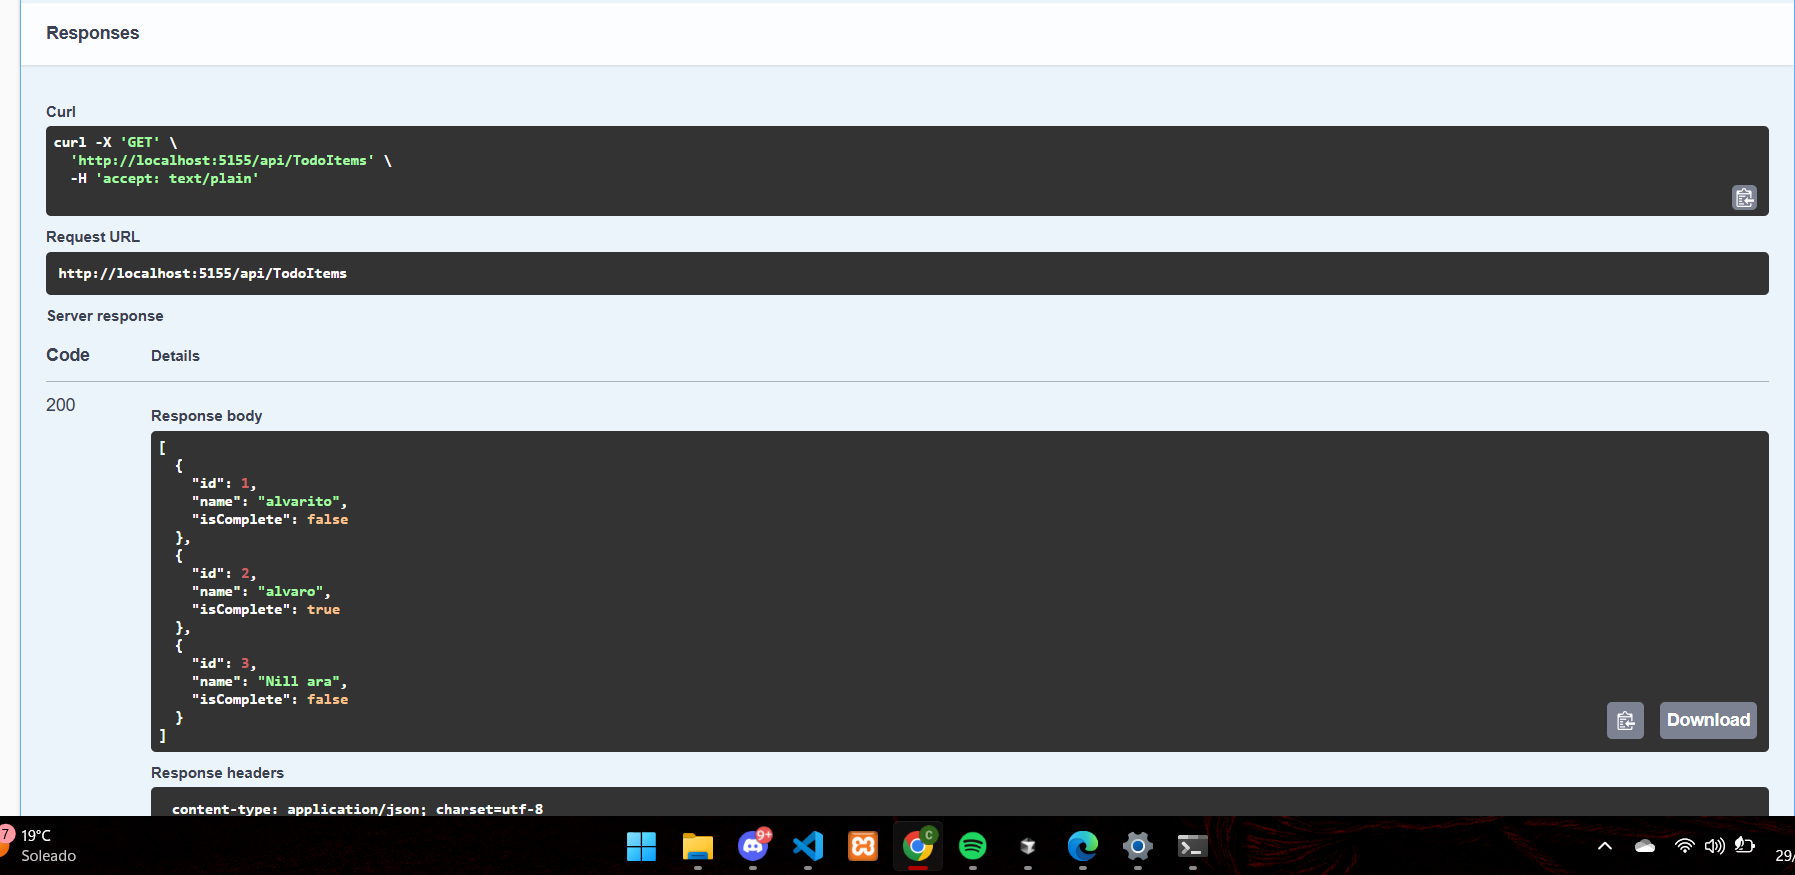 Responses
Curl
curl -X 'GET' \
  'http://localhost:5155/api/TodoItems' \
  -H 'accept: text/plain'
Request URL
http://localhost:5155/api/TodoItems
Server response
Code Details
200
Response body
[
  {
    "id": 1,
    "name": "alvarito",
    "isComplete": false
  },
  {
    "id": 2,
    "name": "alvaro",
    "isComplete": true
  },
  {
    "id": 3,
    "name": "Nill ara",
    "isComplete": false
  }
]
Download
Response headers
content-type: application/json; charset=utf-8
7 19°C
Soleado
9+
C
29/